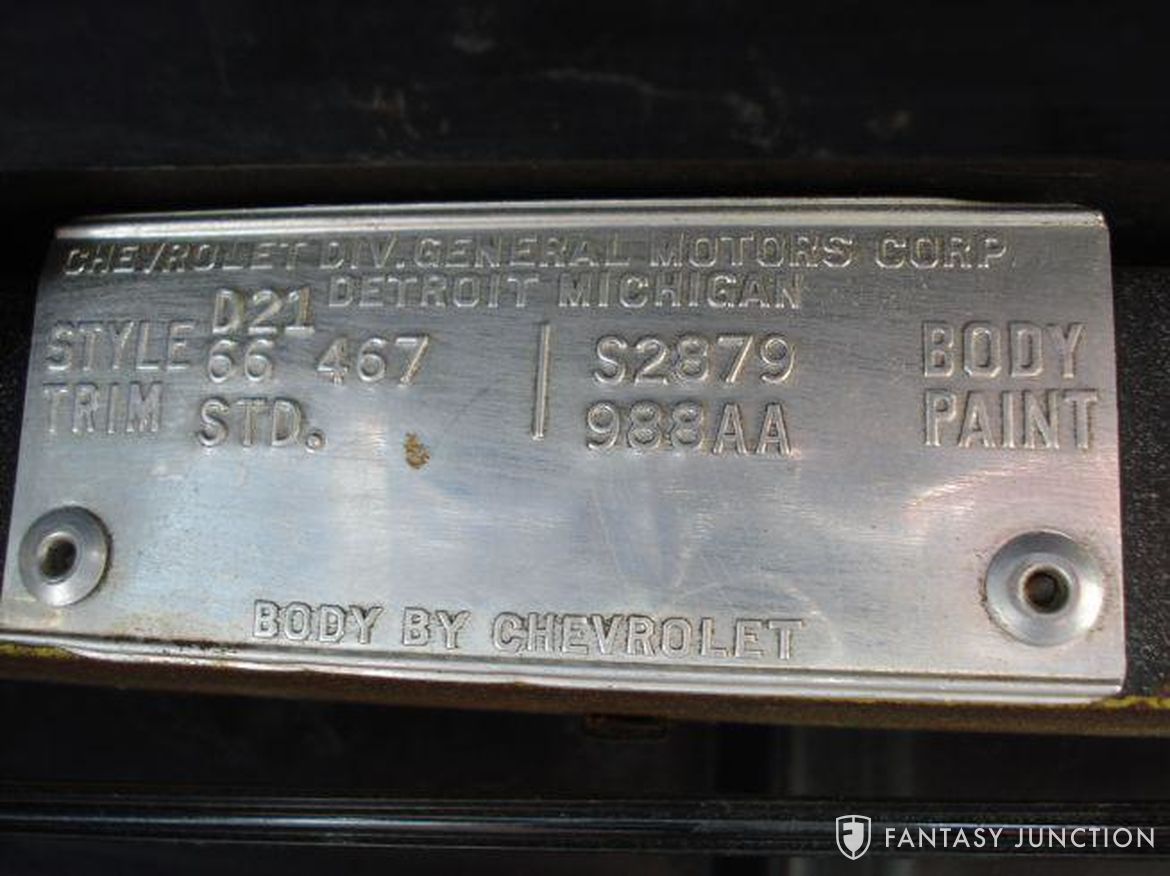 CHEVROLET DIV. GENERAL MOTORS CORP.
DETROIT MICHIGAN
D21
STYLE 66 467 | S2879 BODY
TRIM STD. 988AA PAINT
BODY BY CHEVROLET
FANTASY JUNCTION